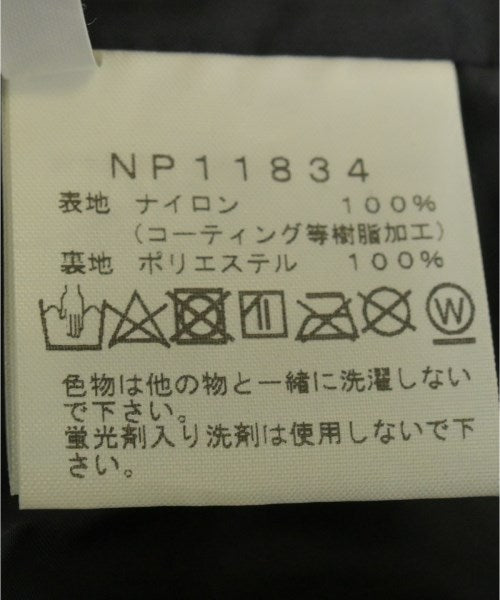 NP11834
表地 ナイロン 100%
(コーティング等樹脂加工)
裏地 ポリエステル 100%
W
色物は他の物と一緒に洗濯しない
で下さい。
蛍光剤入り洗剤は使用しないで下
さい。